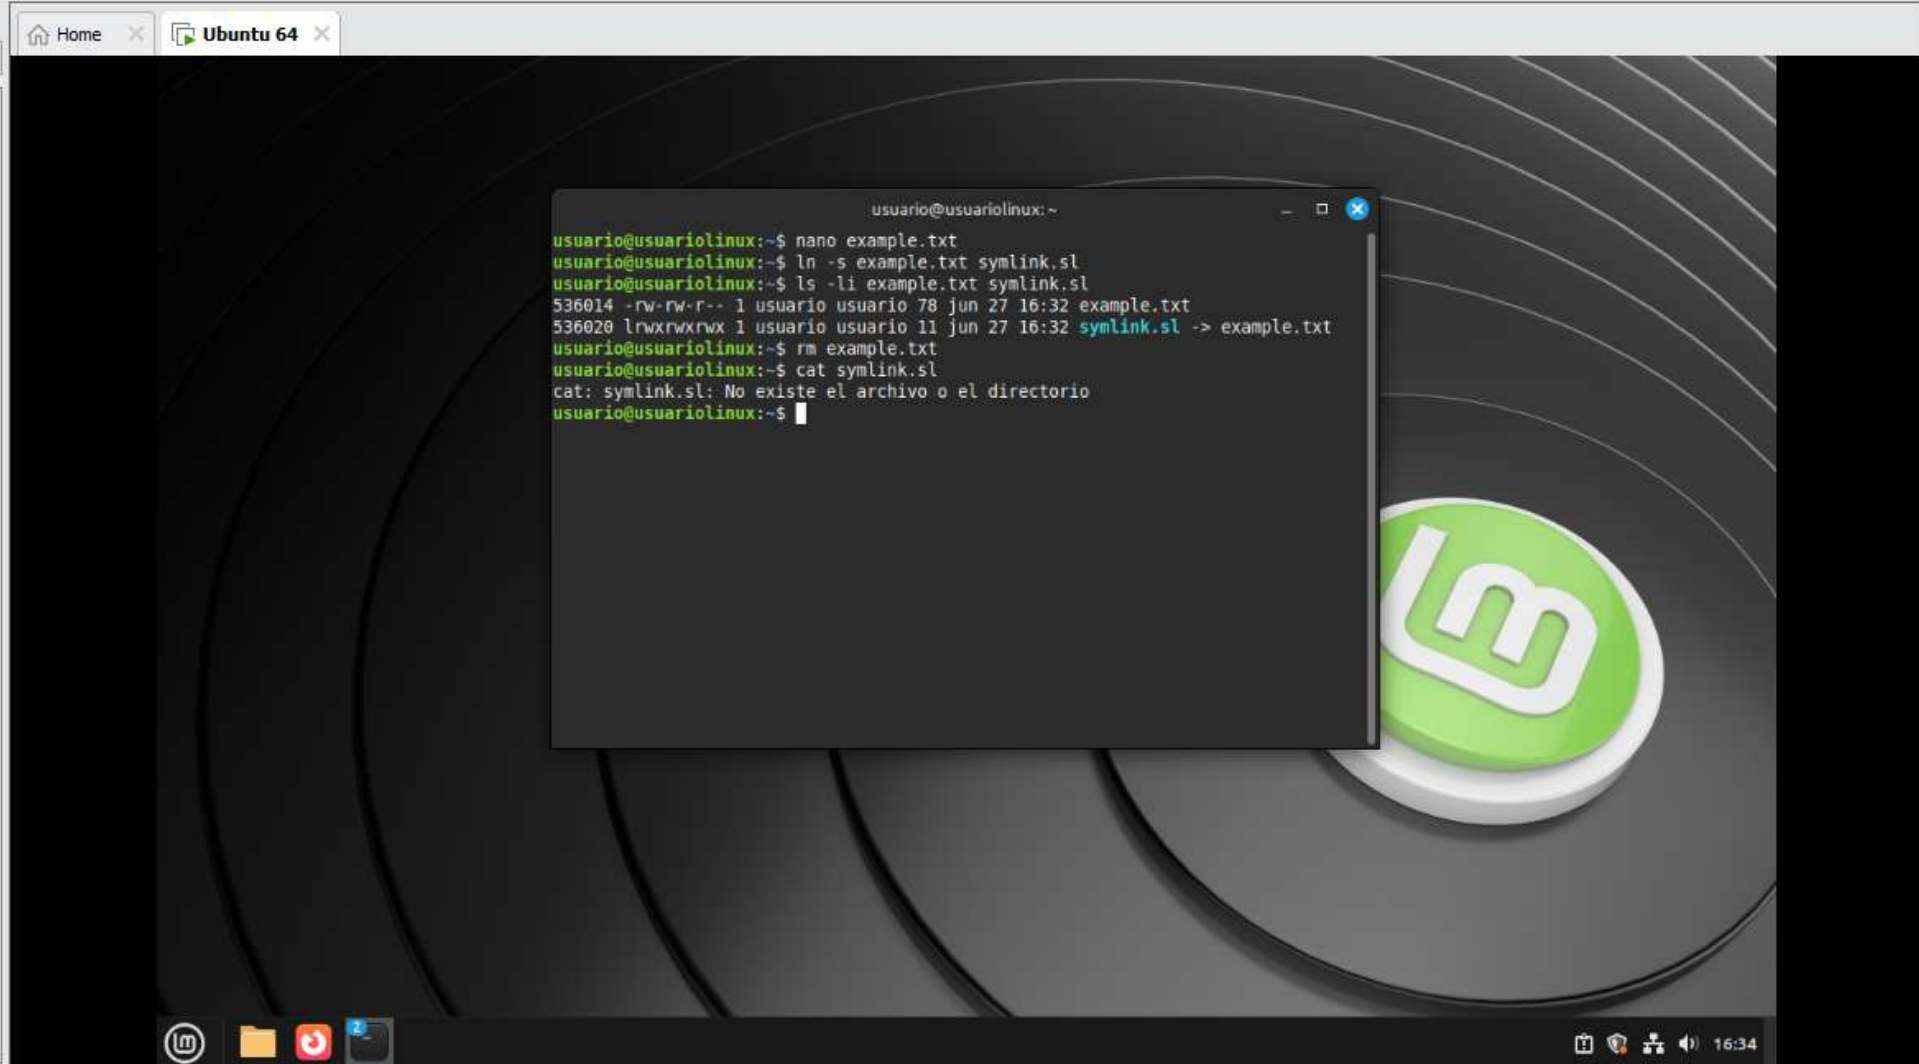 Home
Ubuntu 64
usuario@usuariolinux: ~
usuario@usuariolinux:~$ nano example.txt
usuario@usuariolinux:~$ ln -s example.txt symlink.sl
usuario@usuariolinux:~$ ls -li example.txt symlink.sl
536014 -rw-rw-r-- 1 usuario usuario 78 jun 27 16:32 example.txt
536020 lrwxrwxrwx 1 usuario usuario 11 jun 27 16:32 symlink.sl -> example.txt
usuario@usuariolinux:~$ rm example.txt
usuario@usuariolinux:~$ cat symlink.sl
cat: symlink.sl: No existe el archivo o el directorio
usuario@usuariolinux:~$
2
16:34